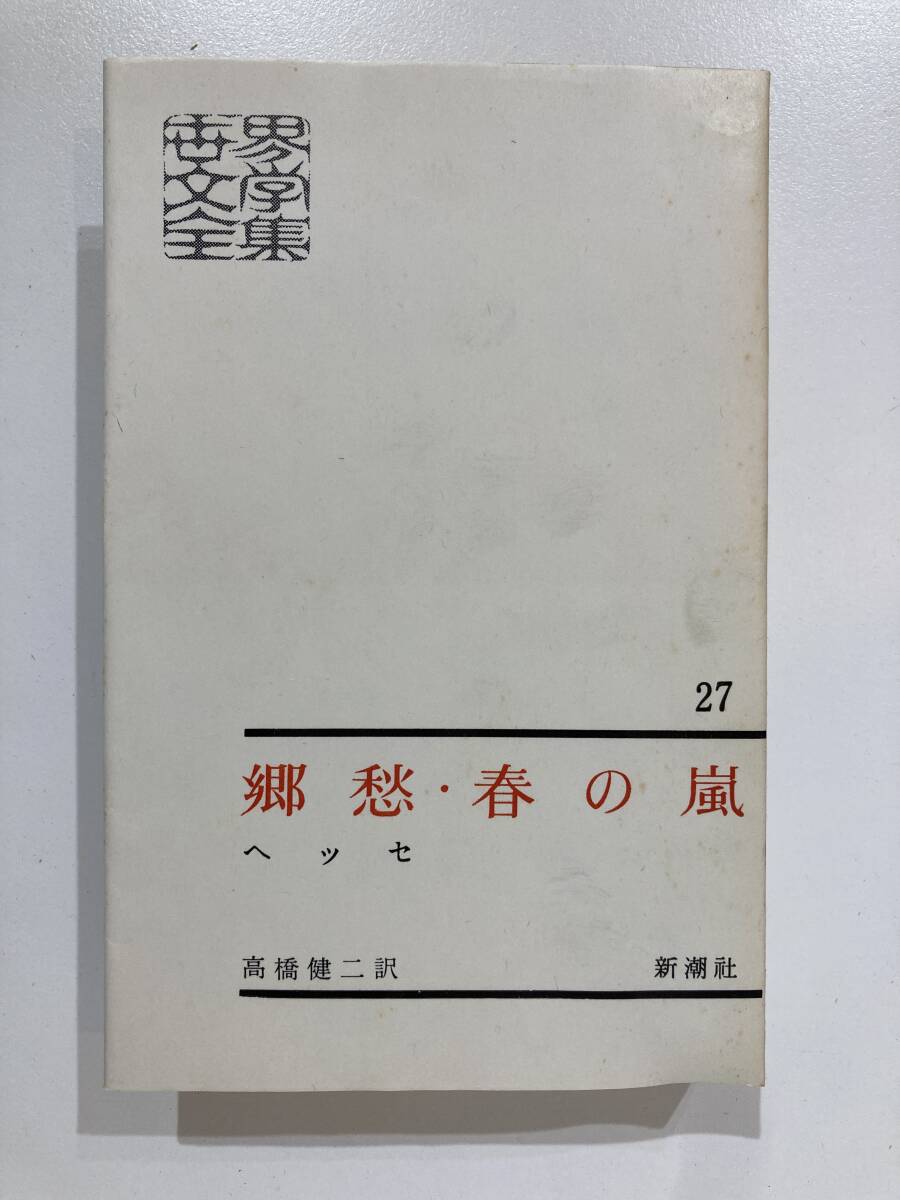 世界文学全集
27
郷愁・春の嵐
ヘッセ
高橋健二訳 新潮社